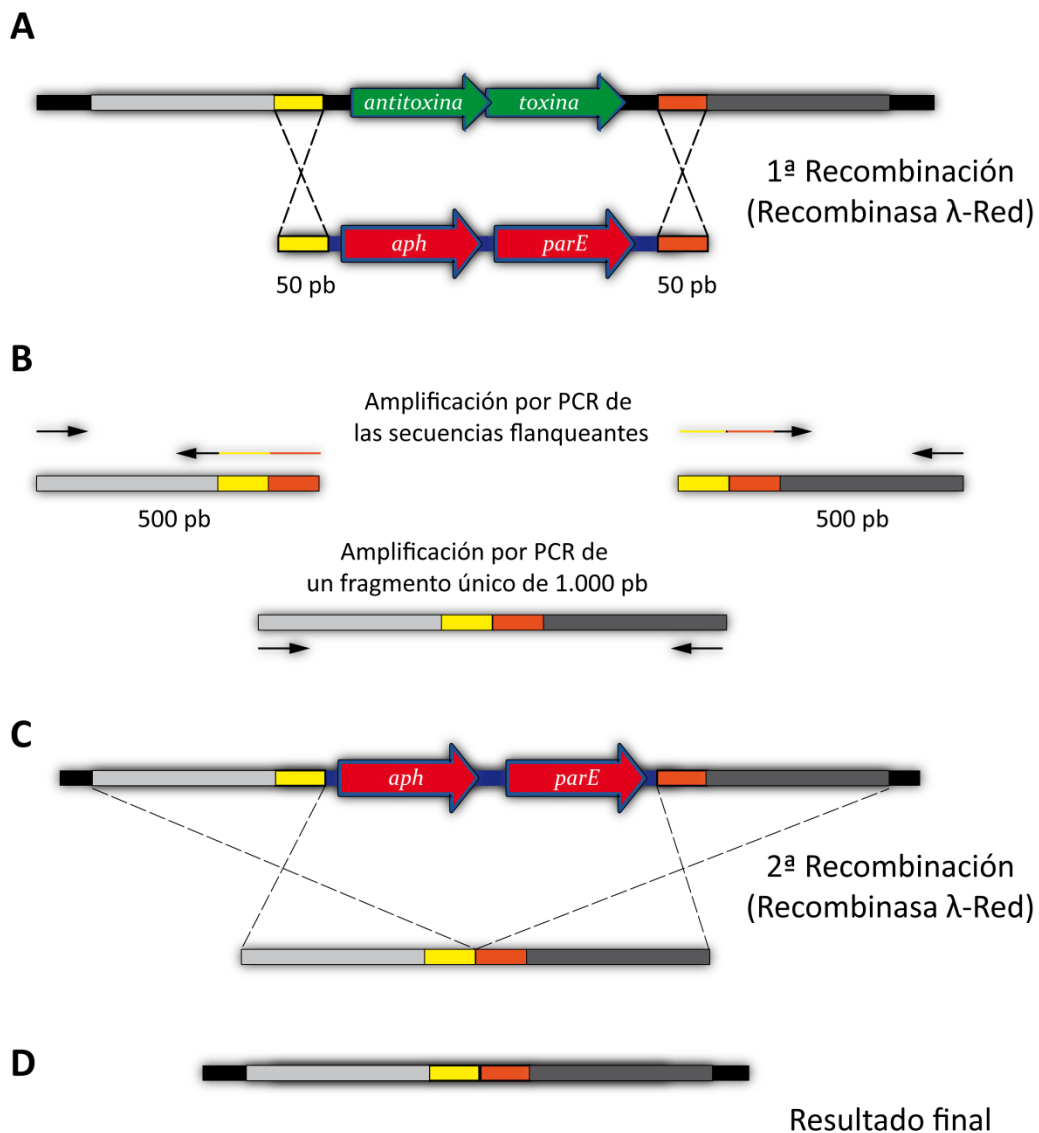 A
antitoxina
toxina
1ª Recombinación
(Recombinasa λ-Red)
aph
parE
50 pb
50 pb
B
Amplificación por PCR de
las secuencias flanqueantes
500 pb
500 pb
Amplificación por PCR de
un fragmento único de 1.000 pb
C
aph
parE
2ª Recombinación
(Recombinasa λ-Red)
D
Resultado final